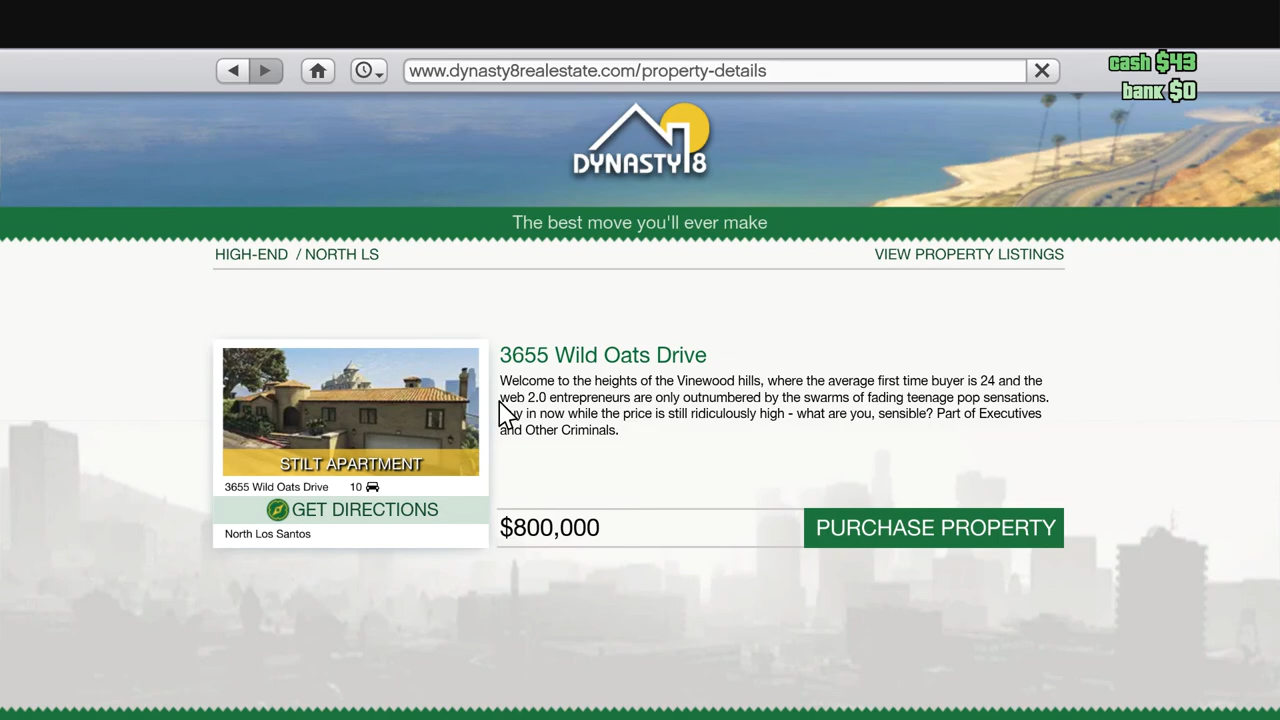 www.dynasty8realestate.com/property-details
cash $43
bank $0
DYNASTY8
The best move you'll ever make
HIGH-END / NORTH LS
VIEW PROPERTY LISTINGS
3655 Wild Oats Drive
Welcome to the heights of the Vinewood hills, where the average first time buyer is 24 and the
web 2.0 entrepreneurs are only outnumbered by the swarms of fading teenage pop sensations.
Buy in now while the price is still ridiculously high - what are you, sensible? Part of Executives
and Other Criminals.
STILT APARTMENT
3655 Wild Oats Drive 10
GET DIRECTIONS
North Los Santos
$800,000
PURCHASE PROPERTY